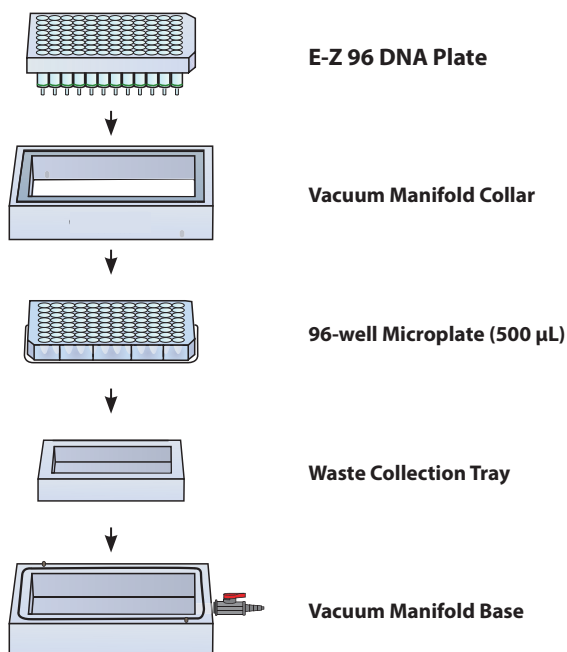 E-Z 96 DNA Plate
Vacuum Manifold Collar
96-well Microplate (500 µL)
Waste Collection Tray
Vacuum Manifold Base